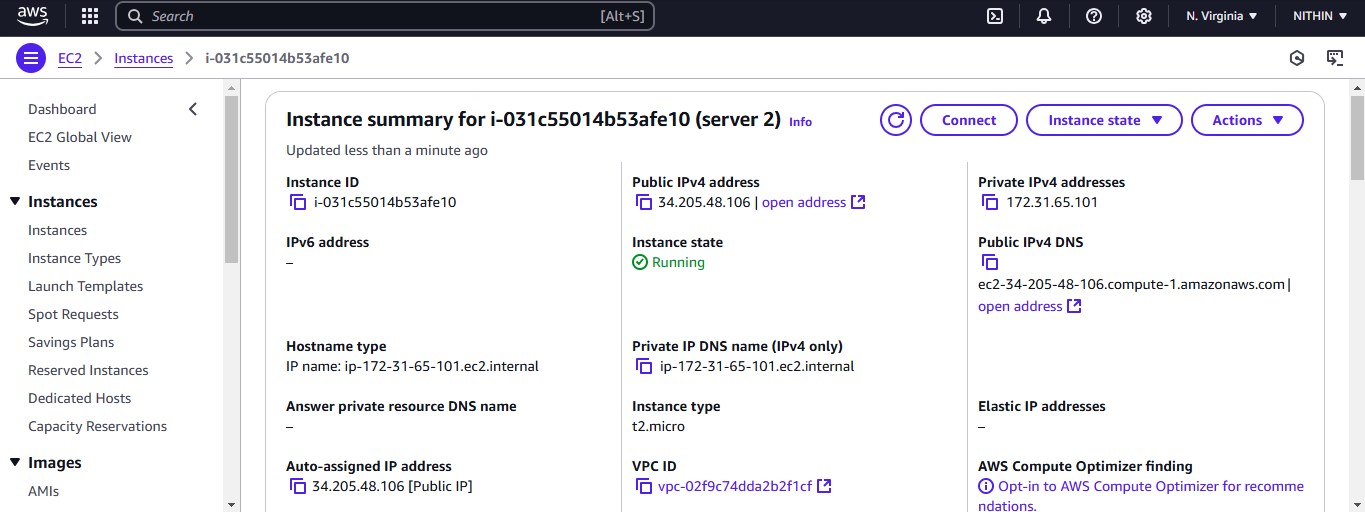 aws
Search [Alt+S]
N. Virginia
NITHIN
EC2
Instances
i-031c55014b53afe10
Dashboard
EC2 Global View
Events
Instances
Instances
Instance Types
Launch Templates
Spot Requests
Savings Plans
Reserved Instances
Dedicated Hosts
Capacity Reservations
Images
AMIs
Instance summary for i-031c55014b53afe10 (server 2) Info
Connect
Instance state
Actions
Updated less than a minute ago
Instance ID
i-031c55014b53afe10
Public IPv4 address
34.205.48.106 | open address
Private IPv4 addresses
172.31.65.101
IPv6 address
–
Instance state
Running
Public IPv4 DNS
ec2-34-205-48-106.compute-1.amazonaws.com |
open address
Hostname type
IP name: ip-172-31-65-101.ec2.internal
Private IP DNS name (IPv4 only)
ip-172-31-65-101.ec2.internal
Answer private resource DNS name
–
Instance type
t2.micro
Elastic IP addresses
–
Auto-assigned IP address
34.205.48.106 [Public IP]
VPC ID
vpc-02f9c74dda2b2f1cf
AWS Compute Optimizer finding
Opt-in to AWS Compute Optimizer for recomme
ndations.